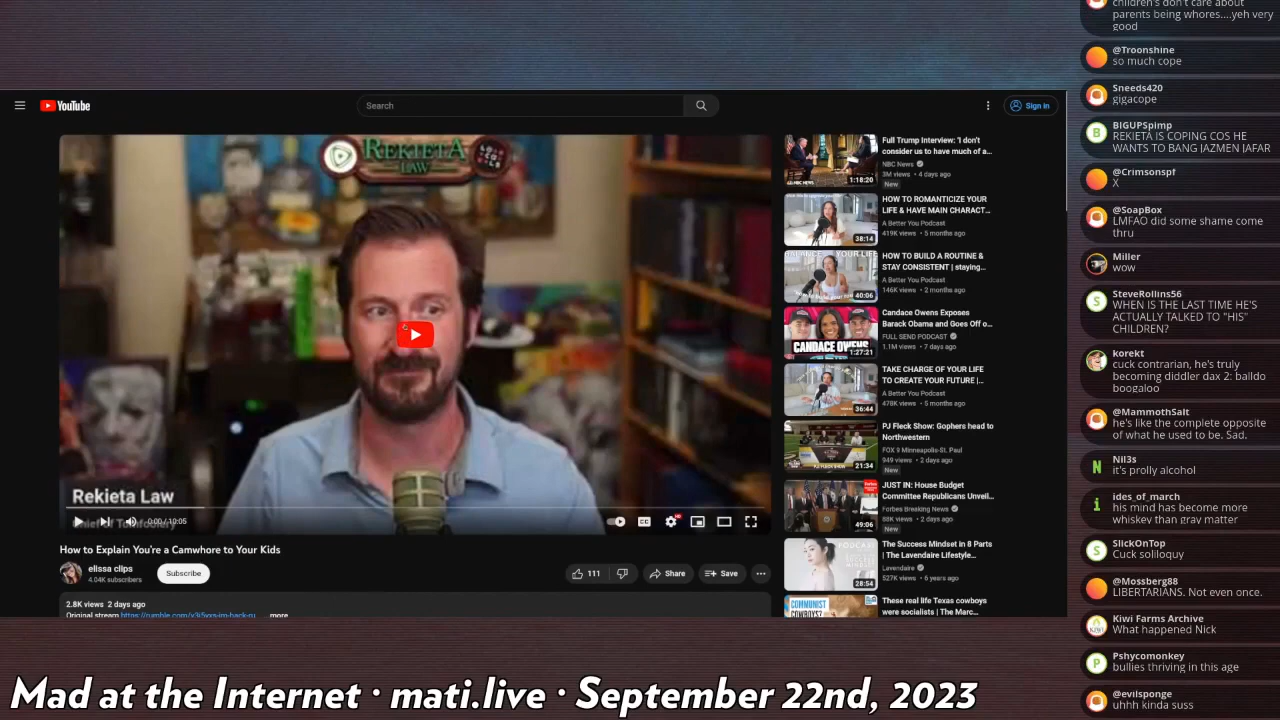 YouTube
Search
Sign in
REKIETA
LAW
Rekieta Law
0:00 / 10:05
How to Explain You're a Camwhore to Your Kids
elissa clips
4.04K subscribers
Subscribe
111
Share
Save
2.8K views 2 days ago
Original stream
...more
Full Trump Interview: 'I don't
consider us to have much of a...
NBC News
3M views • 4 days ago
New
1:18:20
HOW TO ROMANTICIZE YOUR
LIFE & HAVE MAIN CHARACT...
A Better You Podcast
419K views • 5 months ago
38:14
HOW TO BUILD A ROUTINE &
STAY CONSISTENT | staying...
A Better You Podcast
146K views • 2 months ago
40:06
Candace Owens Exposes
Barack Obama and Goes Off o...
FULL SEND PODCAST
1.1M views • 7 days ago
CANDACE OWENS
1:27:21
TAKE CHARGE OF YOUR LIFE
TO CREATE YOUR FUTURE |...
A Better You Podcast
478K views • 5 months ago
36:44
PJ Fleck Show: Gophers head to
Northwestern
FOX 9 Minneapolis-St. Paul
949 views • 2 days ago
New
21:34
JUST IN: House Budget
Committee Republicans Unveil...
Forbes Breaking News
88K views • 2 days ago
New
49:06
The Success Mindset in 8 Parts
| The Lavendaire Lifestyle...
Lavendaire
527K views • 6 years ago
28:54
These real life Texas cowboys
were socialists | The Marc...
COMMUNIST
COWBOYS?
children's don't care about
parents being whores....yeh very
good
@Troonshine
so much cope
Sneeds420
gigacope
BIGUPSpimp
REKIETA IS COPING COS HE
WANTS TO BANG JAZMEN JAFAR
@Crimsonspf
X
@SoapBox
LMFAO did some shame come
thru
Miller
wow
SteveRollins56
WHEN IS THE LAST TIME HE'S
ACTUALLY TALKED TO "HIS"
CHILDREN?
korekt
cuck contrarian, he's truly
becoming diddler dax 2: balldo
boogaloo
@MammothSalt
he's like the complete opposite
of what he used to be. Sad.
Nil3s
it's prolly alcohol
ides_of_march
his mind has become more
whiskey than gray matter
SlickOnTop
Cuck soliloquy
@Mossberg88
LIBERTARIANS. Not even once.
Kiwi Farms Archive
What happened Nick
Pshycomonkey
bullies thriving in this age
@evilsponge
uhhh kinda suss
Mad at the Internet · mati.live · September 22nd, 2023